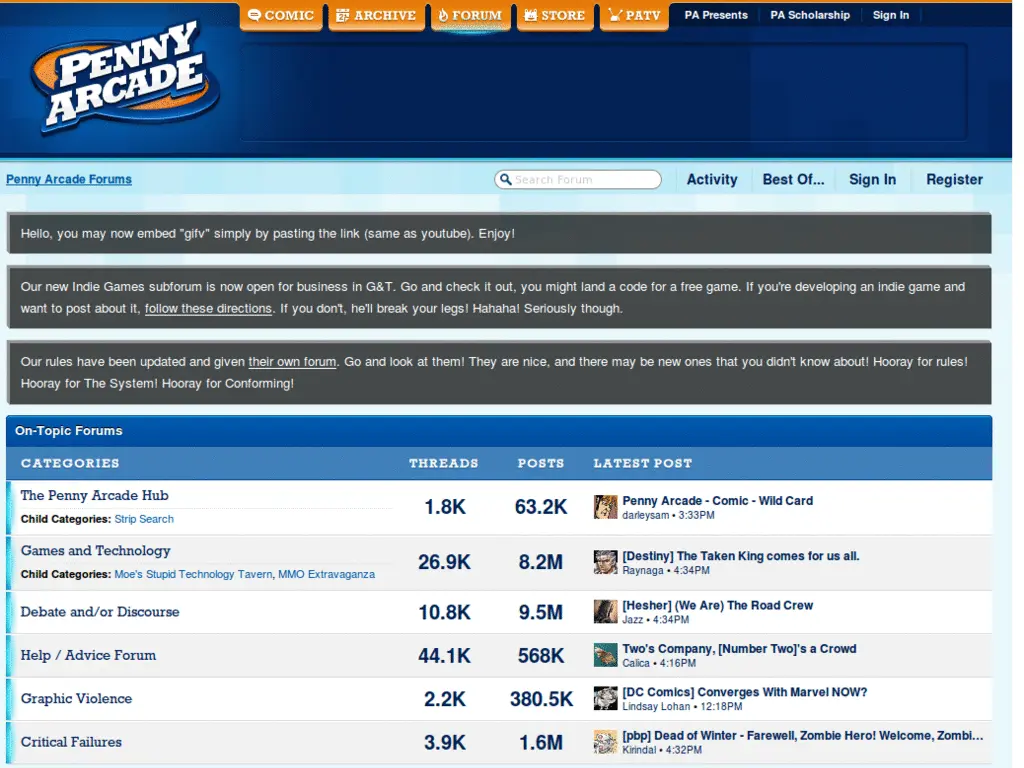 COMIC ARCHIVE FORUM STORE PATV PA Presents PA Scholarship Sign In
PENNY
ARCADE
Penny Arcade Forums Search Forum Activity Best Of... Sign In Register
Hello, you may now embed "gifv" simply by pasting the link (same as youtube). Enjoy!
Our new Indie Games subforum is now open for business in G&T. Go and check it out, you might land a code for a free game. If you're developing an indie game and
want to post about it, follow these directions. If you don't, he'll break your legs! Hahaha! Seriously though.
Our rules have been updated and given their own forum. Go and look at them! They are nice, and there may be new ones that you didn't know about! Hooray for rules!
Hooray for The System! Hooray for Conforming!
On-Topic Forums
CATEGORIES THREADS POSTS LATEST POST
The Penny Arcade Hub
Child Categories: Strip Search
1.8K 63.2K
Penny Arcade - Comic - Wild Card
darleysam • 3:33PM
Games and Technology
Child Categories: Moe's Stupid Technology Tavern, MMO Extravaganza
26.9K 8.2M
[Destiny] The Taken King comes for us all.
Raynaga • 4:34PM
Debate and/or Discourse
10.8K 9.5M
[Hesher] (We Are) The Road Crew
Jazz • 4:34PM
Help / Advice Forum
44.1K 568K
Two's Company, [Number Two]'s a Crowd
Calica • 4:16PM
Graphic Violence
2.2K 380.5K
[DC Comics] Converges With Marvel NOW?
Lindsay Lohan • 12:18PM
Critical Failures
3.9K 1.6M
[pbp] Dead of Winter - Farewell, Zombie Hero! Welcome, Zombi...
Kirindal • 4:32PM